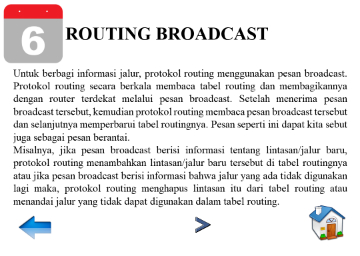 6
ROUTING BROADCAST
Untuk berbagi informasi jalur, protokol routing menggunakan pesan broadcast.
Protokol routing secara berkala membaca tabel routing dan membagikannya
dengan router terdekat melalui pesan broadcast. Setelah menerima pesan
broadcast tersebut, kemudian protokol routing membaca pesan broadcast tersebut
dan selanjutnya memperbarui tabel routingnya. Pesan seperti ini dapat kita sebut
juga sebagai pesan berantai.
Misalnya, jika pesan broadcast berisi informasi tentang lintasan/jalur baru,
protokol routing menambahkan lintasan/jalur baru tersebut di tabel routingnya
atau jika pesan broadcast berisi informasi bahwa jalur yang ada tidak digunakan
lagi maka, protokol routing menghapus lintasan itu dari tabel routing atau
menandai jalur yang tidak dapat digunakan dalam tabel routing.